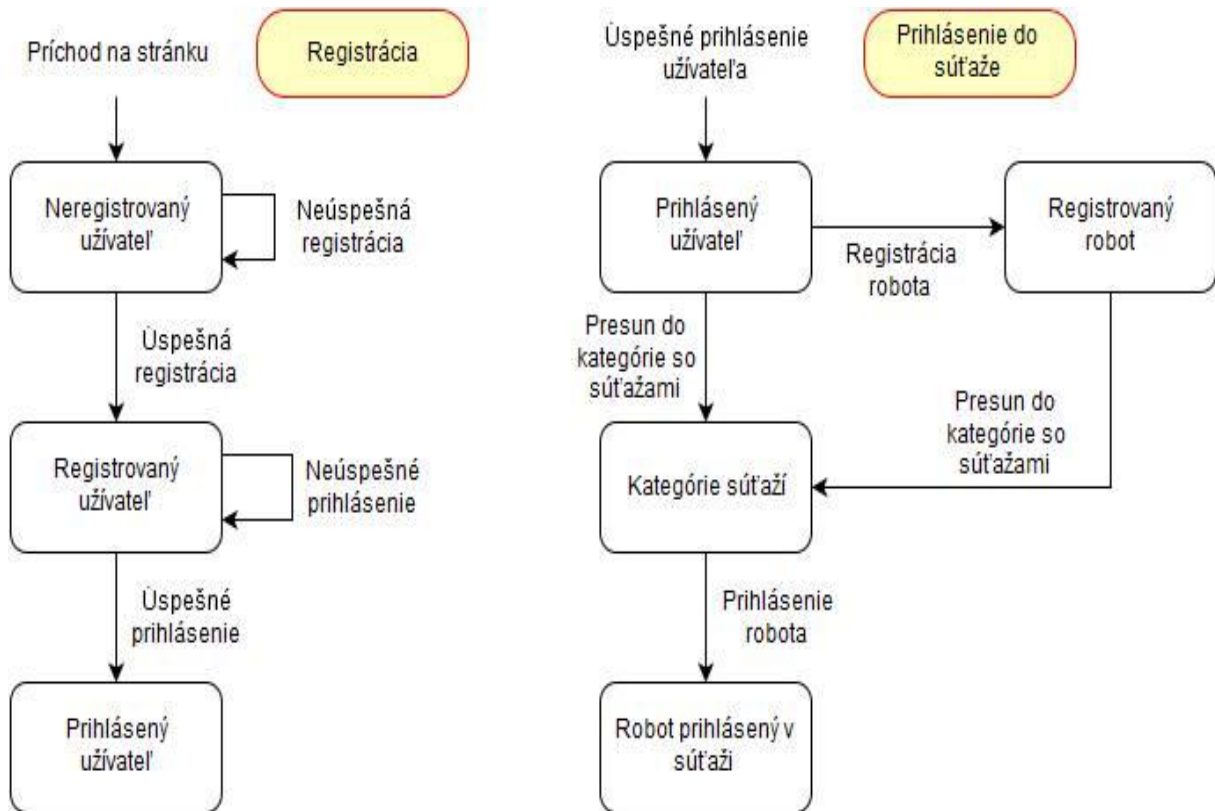 Príchod na stránku
Registrácia
Neregistrovaný
užívateľ
Neúspešná
registrácia
Úspešná
registrácia
Registrovaný
užívateľ
Neúspešné
prihlásenie
Úspešné
prihlásenie
Prihlásený
užívateľ
Úspešné prihlásenie
užívateľa
Prihlásenie do
súťaže
Prihlásený
užívateľ
Registrácia
robota
Registrovaný
robot
Presun do
kategórie so
súťažami
Presun do
kategórie so
súťažami
Kategórie súťaží
Prihlásenie
robota
Robot prihlásený v
súťaži